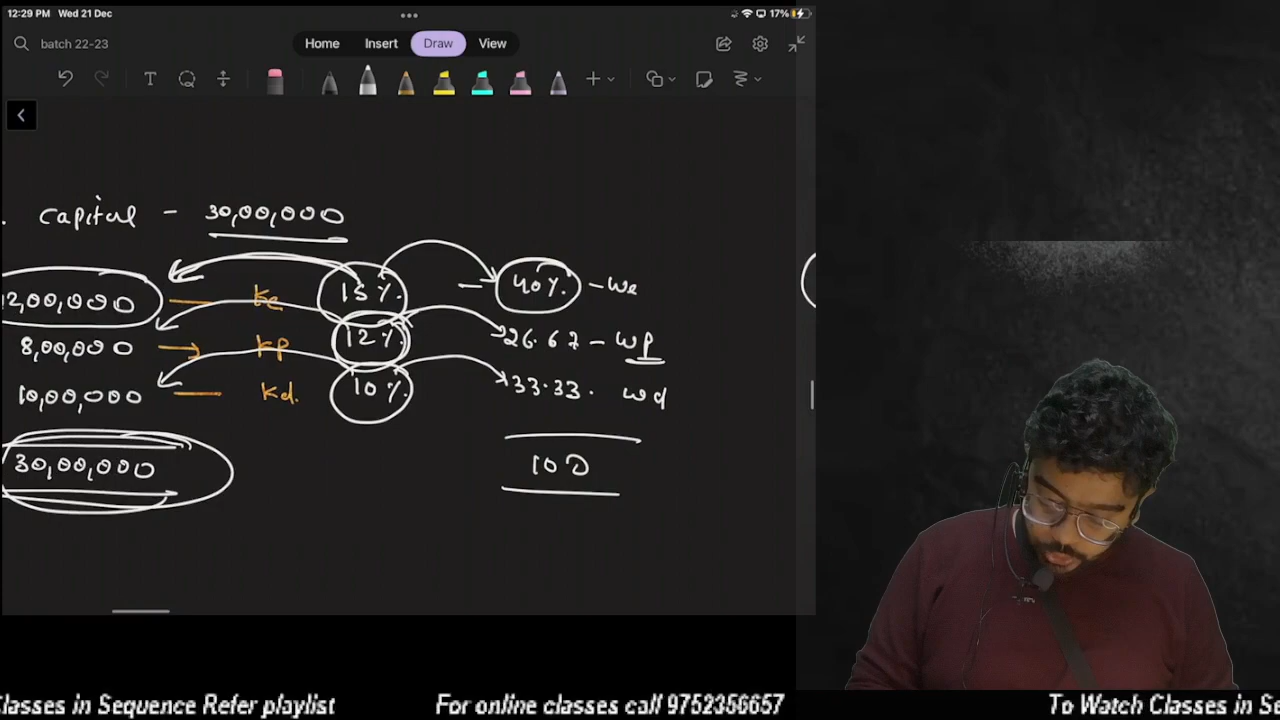 12:29 PM Wed 21 Dec
17%
batch 22-23
Home Insert Draw View
T
. capital - 30,00,000
12,00,000 — Ke 15%. — 40%. - We
8,00,000 → Kp 12%. 26.67 - Wp
10,00,000 — Kd. 10%. 33.33. Wd
30,00,000 100
Classes in Sequence Refer playlist For online classes call 9752356657 To Watch Classes in Se